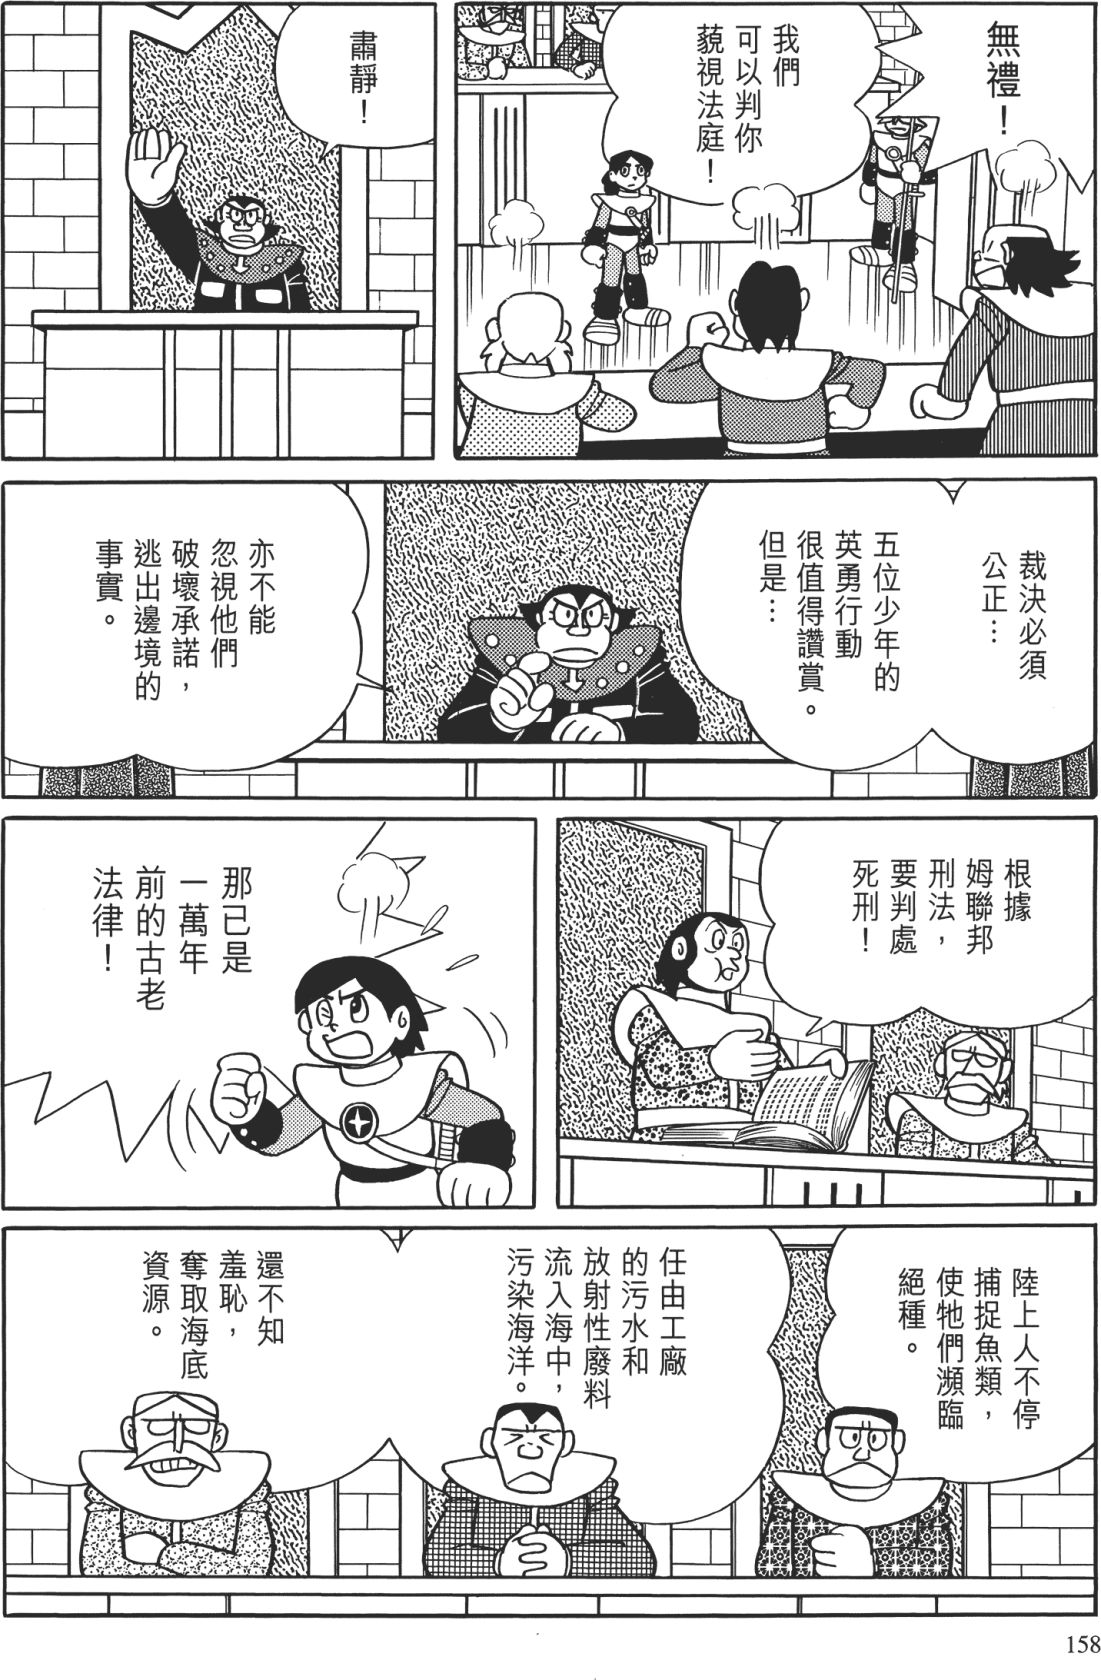 無禮！
我們
可以判你
藐視法庭！
肅靜！
裁決必須
公正…
五位少年的
英勇行動
很值得讚賞。
但是…
亦不能
忽視他們
破壞承諾，
逃出邊境的
事實。
根據
姆聯邦
刑法，
要判處
死刑！
那已是
一萬年
前的古老
法律！
陸上人不停
捕捉魚類，
使牠們瀕臨
絕種。
任由工廠
的污水和
放射性廢料
流入海中，
污染海洋。
還不知
羞恥，
奪取海底
資源。
158